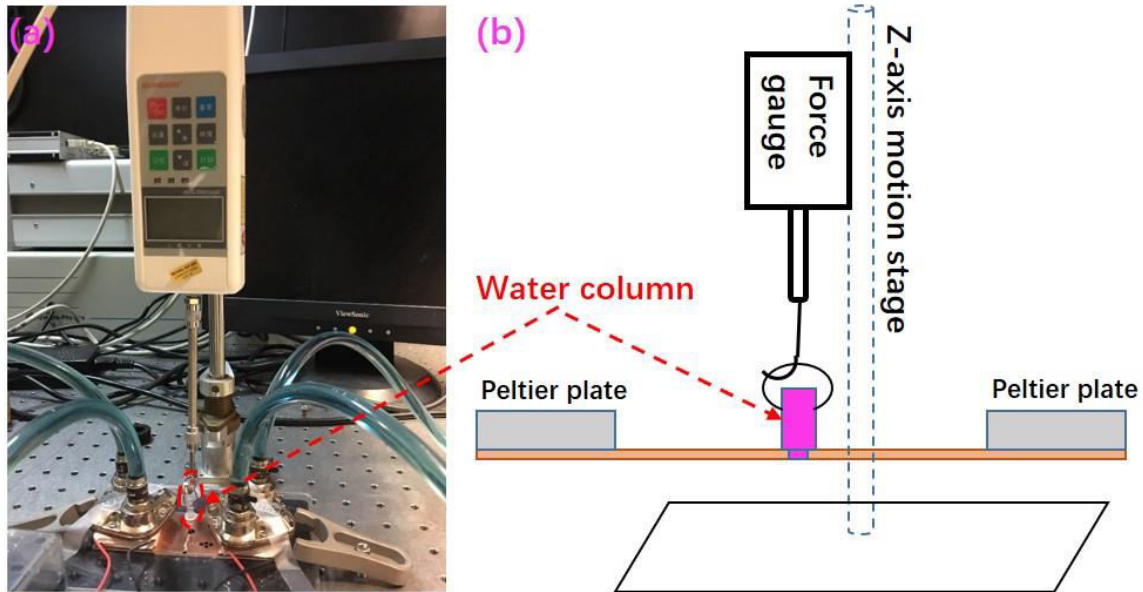 (a)
ViewSonic
(b)
Force
gauge
Z-axis motion stage
Water column
Peltier plate
Peltier plate